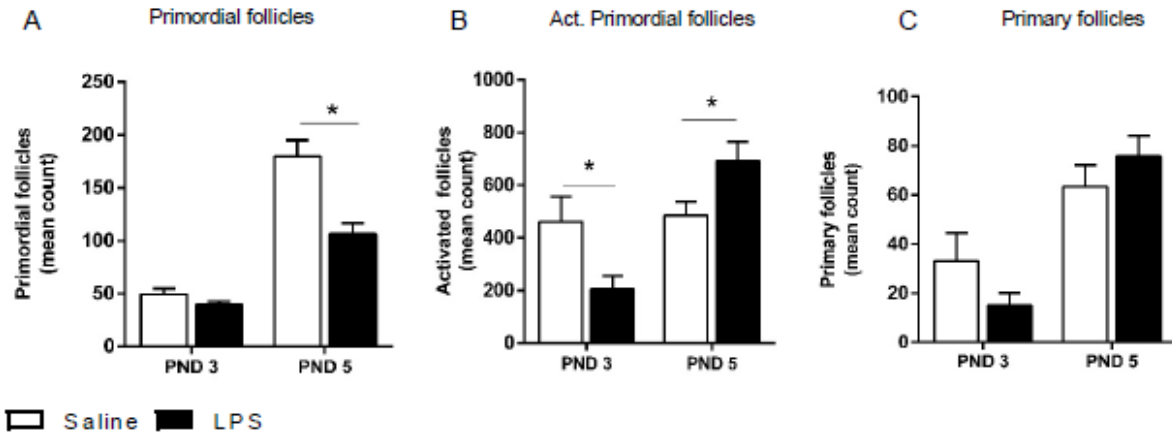 A Primordial follicles
B Act. Primordial follicles
C Primary follicles
Primordial follicles
(mean count)
250
200
150
100
50
0
*
PND 3 PND 5
Activated follicles
(mean count)
1000
800
600
400
200
0
*
*
PND 3 PND 5
Primary follicles
(mean count)
100
80
60
40
20
0
PND 3 PND 5
Saline LPS